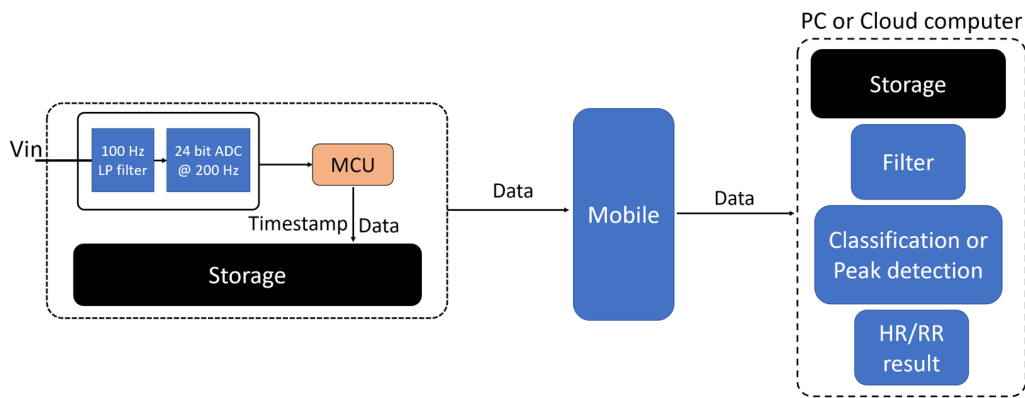 PC or Cloud computer
Vin
100 Hz
LP filter
24 bit ADC
@ 200 Hz
MCU
Timestamp
Data
Storage
Data
Mobile
Data
Storage
Filter
Classification or
Peak detection
HR/RR
result